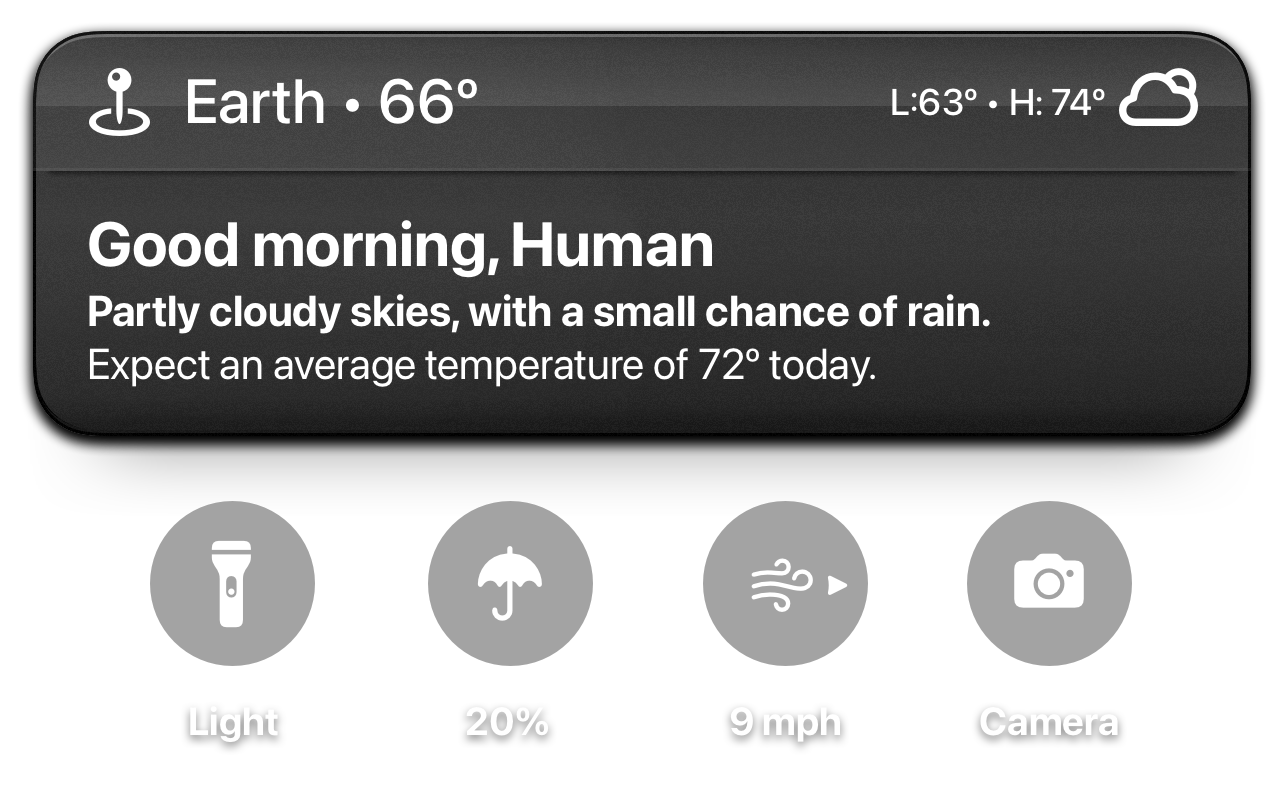 Earth • 66°
L:63° • H: 74°
Good morning, Human
Partly cloudy skies, with a small chance of rain.
Expect an average temperature of 72° today.
Light
20%
9 mph
Camera